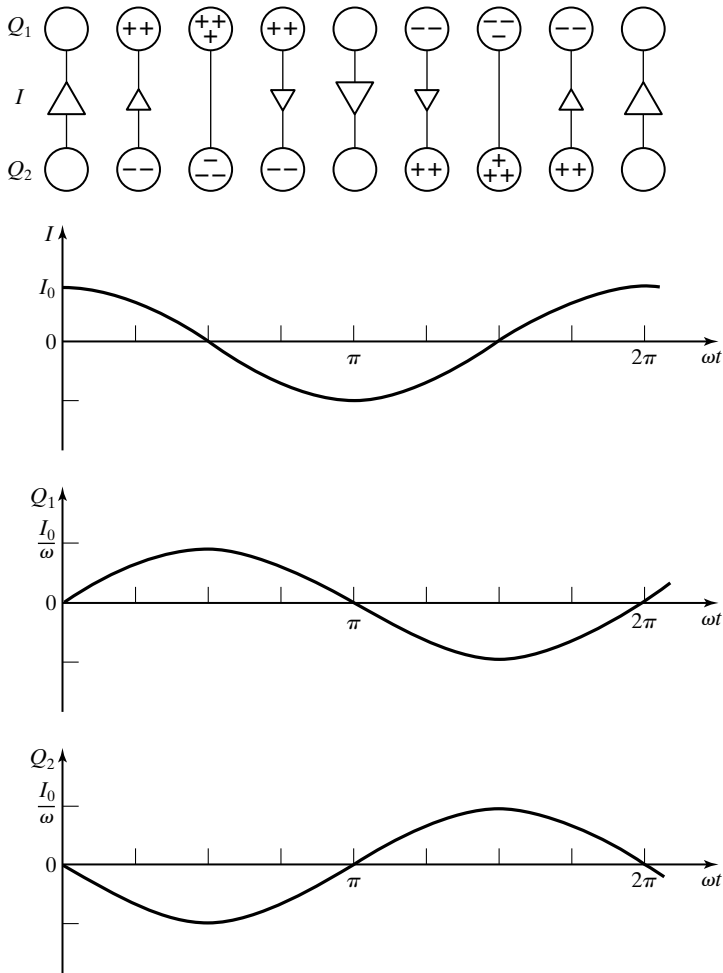 Q₁ ++ +++ ++ −− −−− −−
I
Q₂ −− −−− −− ++ +++ ++
I
I₀
0 π 2π ωt
Q₁
I₀/ω
0 π 2π ωt
Q₂
I₀/ω
0 π 2π ωt